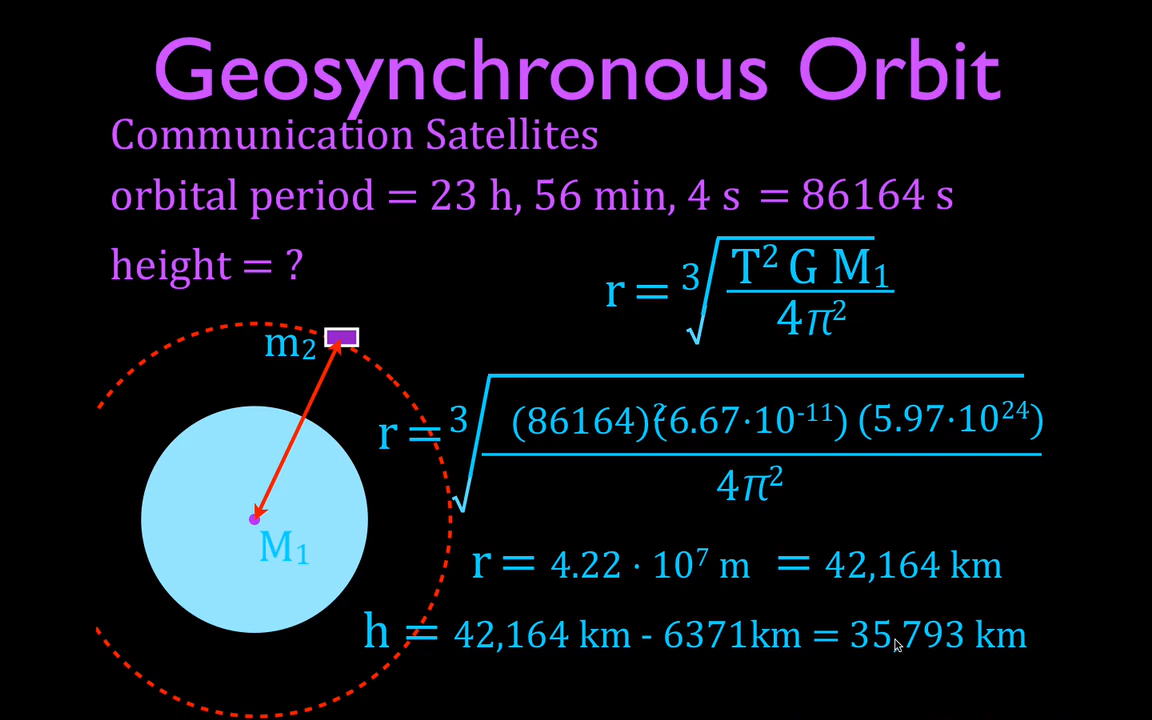 Geosynchronous Orbit
Communication Satellites
orbital period = 23 h, 56 min, 4 s = 86164 s
height = ?
r = ³√(T² G M₁ / 4π²)
m₂
r = ³√((86164)²(6.67·10⁻¹¹) (5.97·10²⁴) / 4π²)
M₁
r = 4.22 · 10⁷ m = 42,164 km
h = 42,164 km - 6371km = 35,793 km